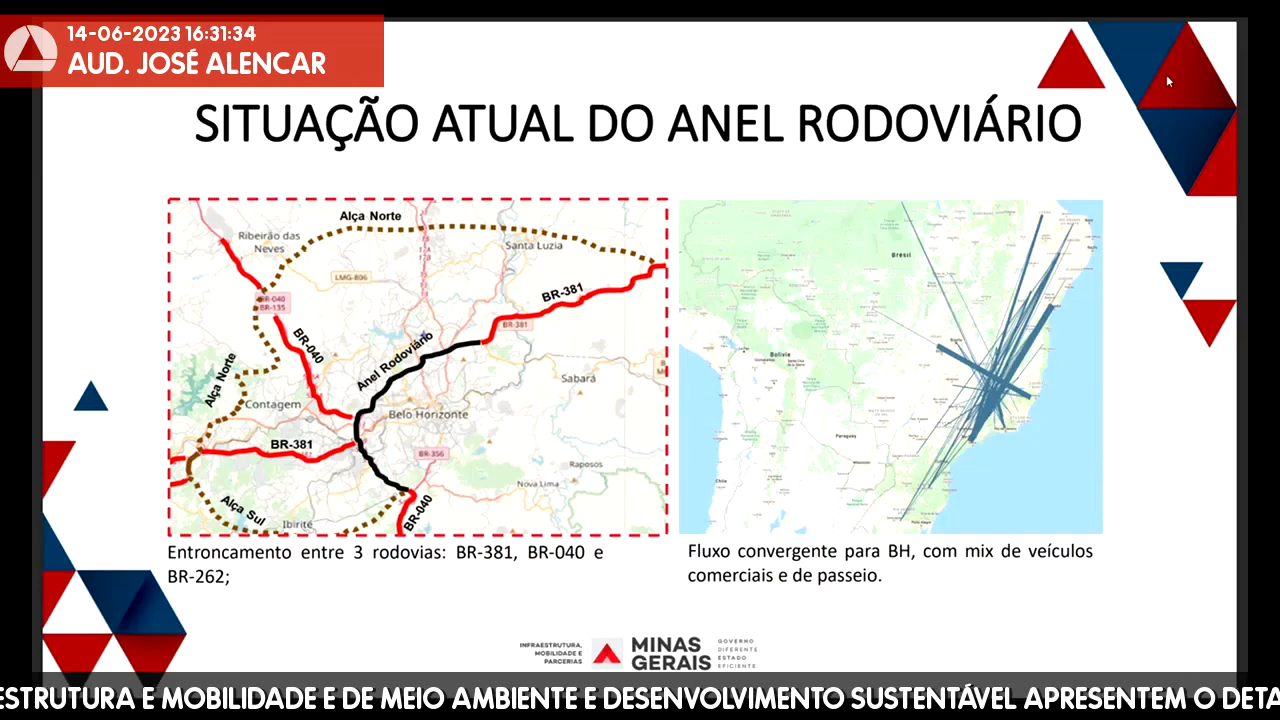 14-06-2023 16:31:34
AUD. JOSÉ ALENCAR
SITUAÇÃO ATUAL DO ANEL RODOVIÁRIO
Alça Norte
Ribeirão das
Neves
Santa Luzia
LMG-806
BR-381
BR-040
BR-135
BR-381
BR-040
Anel Rodoviário
Alça Norte
Sabará
Contagem
Belo Horizonte
BR-381
BR-356
Raposos
Nova Lima
Alça Sul
Ibirité
BR-040
Bresil
Bolivie
Paraguay
Chile
Entroncamento entre 3 rodovias: BR-381, BR-040 e
BR-262;
Fluxo convergente para BH, com mix de veículos
comerciais e de passeio.
INFRAESTRUTURA,
MOBILIDADE E
PARCERIAS
MINAS
GERAIS
GOVERNO
DIFERENTE
ESTADO
EFICIENTE
ESTRUTURA E MOBILIDADE E DE MEIO AMBIENTE E DESENVOLVIMENTO SUSTENTÁVEL APRESENTEM O DETA